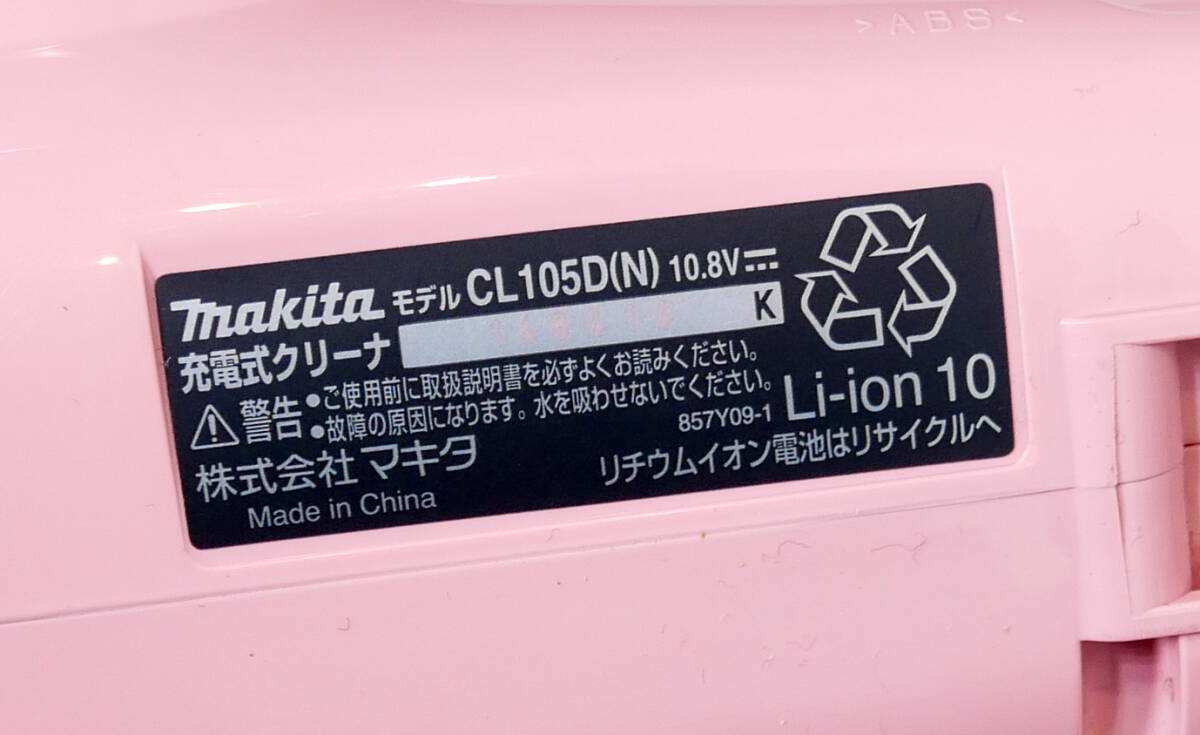 >ABS<
makita モデル CL105D(N) 10.8V
充電式クリーナ K
警告 ●ご使用前に取扱説明書を必ずよくお読みください。
●故障の原因になります。水を吸わせないでください。
857Y09-1
Li-ion 10
株式会社マキタ
リチウムイオン電池はリサイクルへ
Made in China